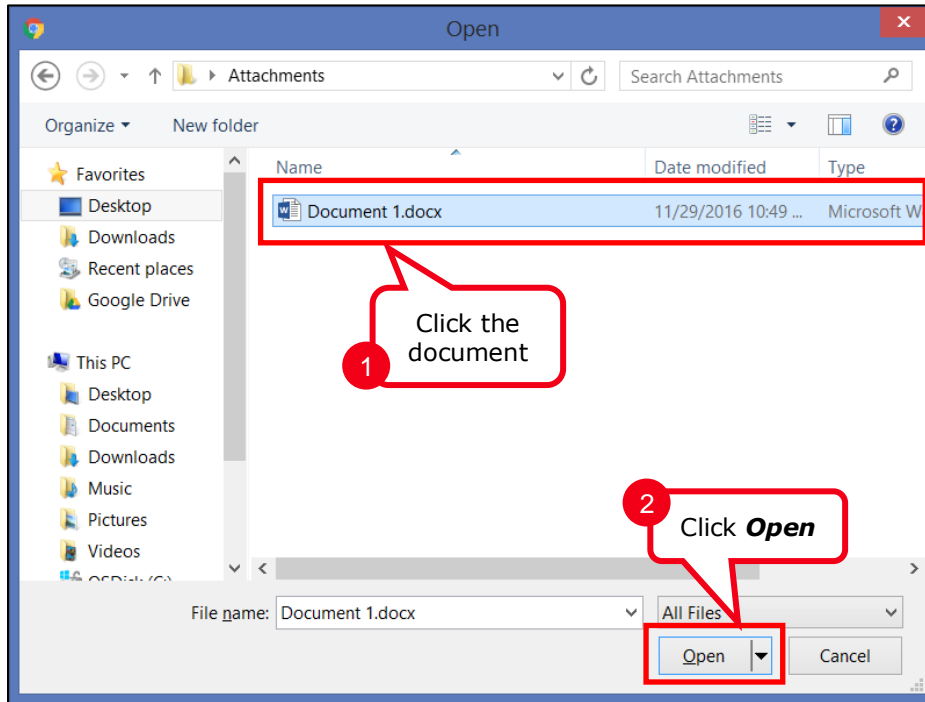 Open
Attachments
Search Attachments
Organize
New folder
Name
Date modified
Type
Favorites
Desktop
Downloads
Recent places
Google Drive
This PC
Desktop
Documents
Downloads
Music
Pictures
Videos
Document 1.docx
11/29/2016 10:49 ...
Microsoft W
1
Click the
document
2
Click Open
File name:
Document 1.docx
All Files
Open
Cancel